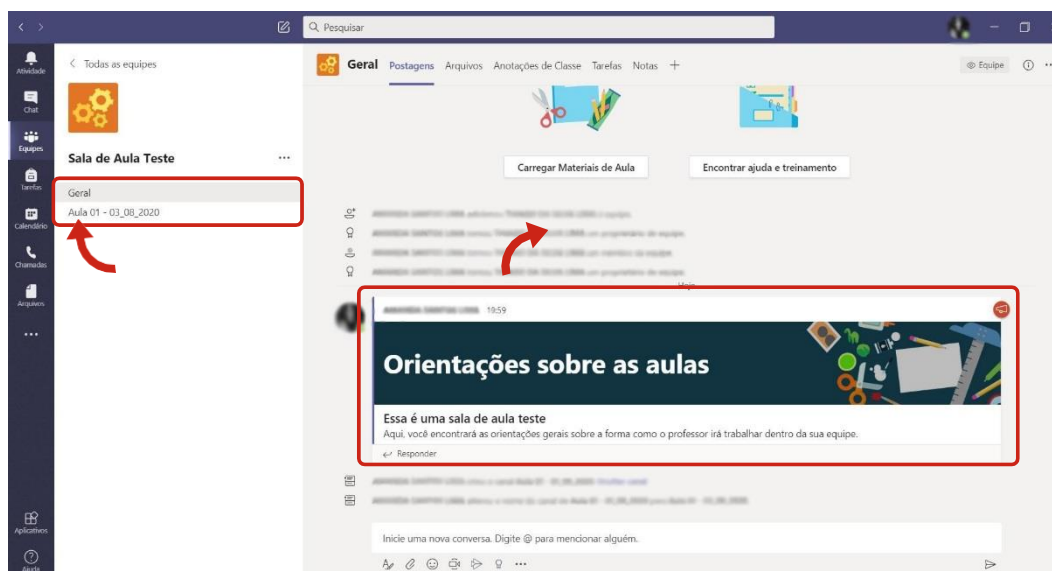 Pesquisar
Atividade
Chat
Equipes
Tarefas
Calendário
Chamadas
Arquivos
Aplicativos
Ajuda
Todas as equipes
Sala de Aula Teste
Geral
Aula 01 - 03_08_2020
Geral Postagens Arquivos Anotações de Classe Tarefas Notas
Equipe
Carregar Materiais de Aula
Encontrar ajuda e treinamento
Hoje
19:59
Orientações sobre as aulas
Essa é uma sala de aula teste
Aqui, você encontrará as orientações gerais sobre a forma como o professor irá trabalhar dentro da sua equipe.
Responder
Inicie uma nova conversa. Digite @ para mencionar alguém.